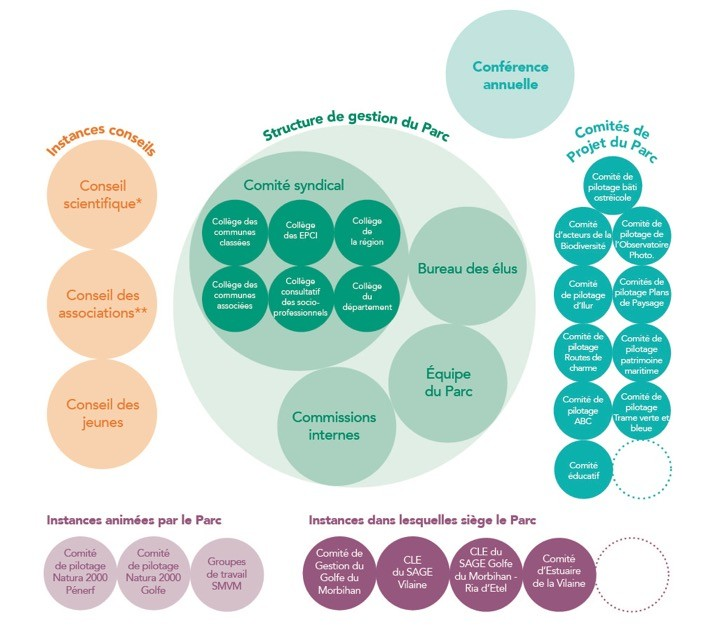 Conférence
annuelle
Instances conseils
Conseil
scientifique*
Conseil des
associations**
Conseil des
jeunes
Structure de gestion du Parc
Comité syndical
Collège des
communes
classées
Collège
des EPCI
Collège
de
la région
Collège des
communes
associées
Collège
consultatif
des socio-
professionnels
Collège
du
département
Bureau des élus
Équipe
du Parc
Commissions
internes
Comités de
Projet du Parc
Comité de
pilotage bâti
ostréicole
Comité
d'acteurs de la
Biodiversité
Comité de
pilotage de
l'Observatoire
Photo.
Comité
de pilotage
d'Ilur
Comités de
pilotage Plans
de Paysage
Comité de
pilotage
Routes de
charme
Comité de
pilotage
patrimoine
maritime
Comité de
pilotage
ABC
Comité de
pilotage
Trame verte et
bleue
Comité
éducatif
Instances animées par le Parc
Comité
de pilotage
Natura 2000
Pénerf
Comité
de pilotage
Natura 2000
Golfe
Groupes
de travail
SMVM
Instances dans lesquelles siège le Parc
Comité de
Gestion du
Golfe du
Morbihan
CLE
du SAGE
Vilaine
CLE du
SAGE Golfe
du Morbihan -
Ria d'Etel
Comité
d'Estuaire
de la Vilaine